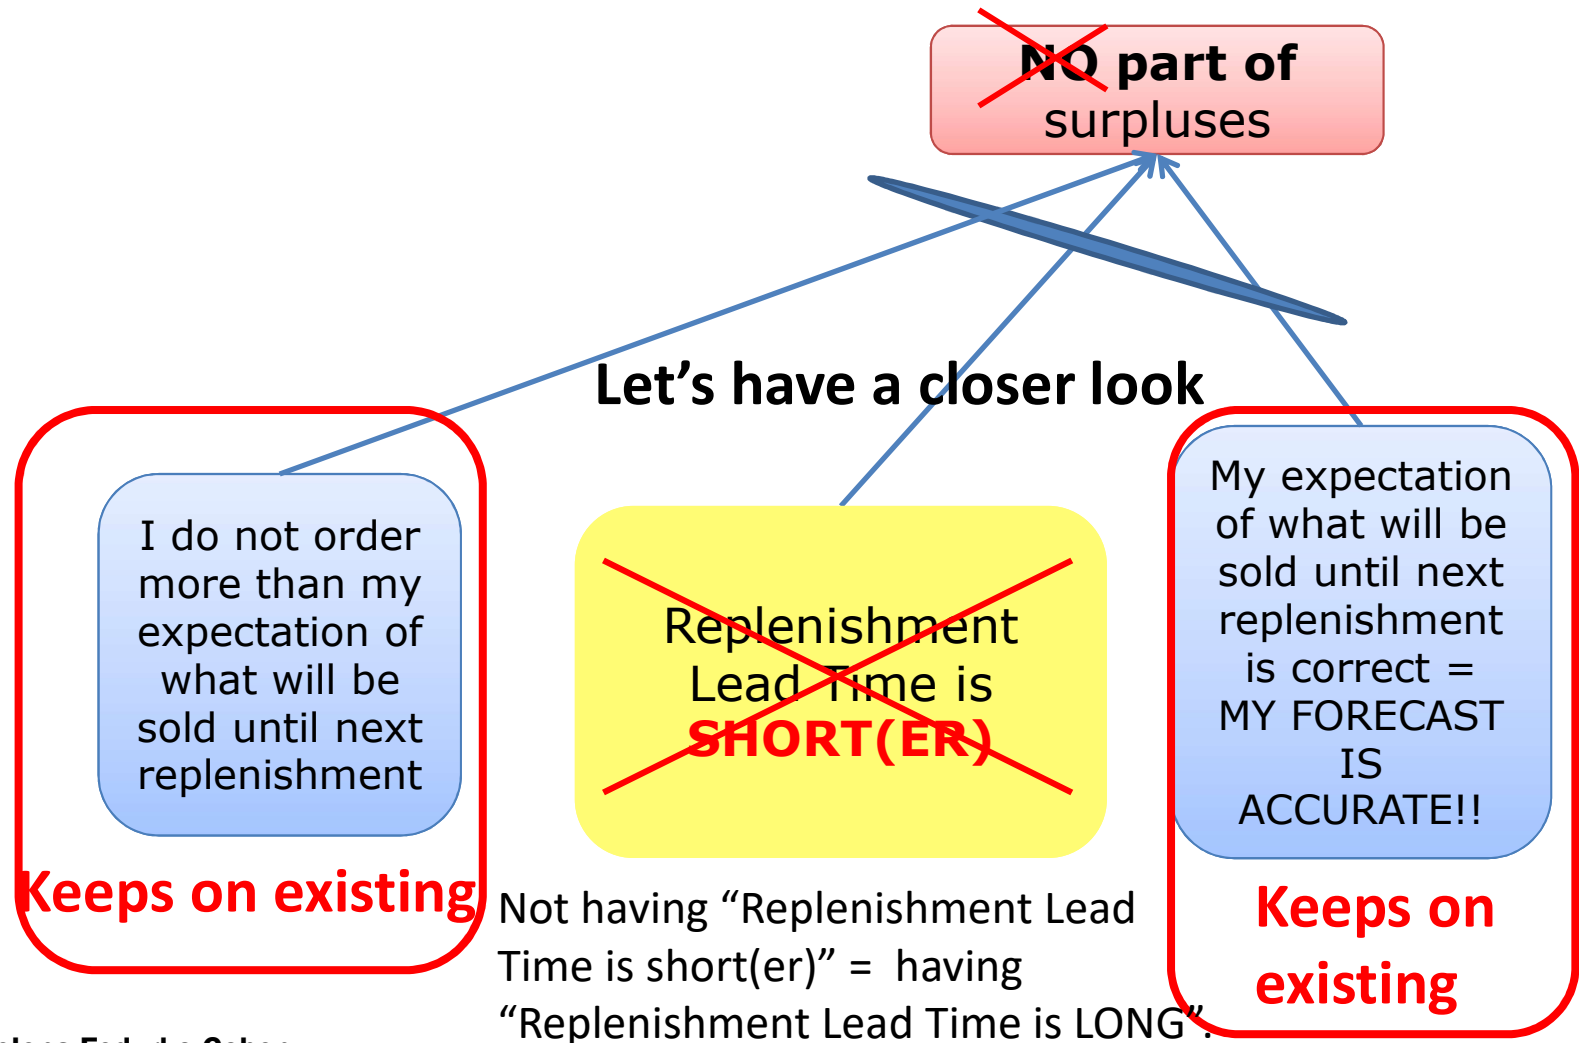 NO part of
surpluses
Let’s have a closer look
I do not order
more than my
expectation of
what will be
sold until next
replenishment
Keeps on existing
Replenishment
Lead Time is
SHORT(ER)
Not having “Replenishment Lead
Time is short(er)” = having
“Replenishment Lead Time is LONG”.
My expectation
of what will be
sold until next
replenishment
is correct =
MY FORECAST
IS
ACCURATE!!
Keeps on
existing